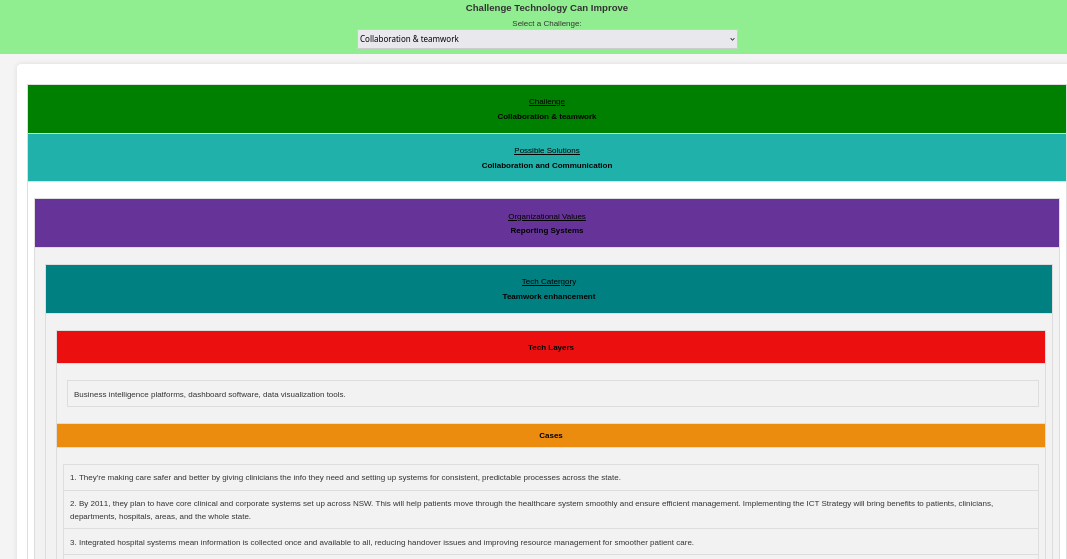 Challenge Technology Can Improve
Select a Challenge:
Collaboration & teamwork
Challenge
Collaboration & teamwork
Possible Solutions
Collaboration and Communication
Organizational Values
Reporting Systems
Tech Catergory
Teamwork enhancement
Tech Layers
Business intelligence platforms, dashboard software, data visualization tools.
Cases
1. They're making care safer and better by giving clinicians the info they need and setting up systems for consistent, predictable processes across the state.
2. By 2011, they plan to have core clinical and corporate systems set up across NSW. This will help patients move through the healthcare system smoothly and ensure efficient management. Implementing the ICT Strategy will bring benefits to patients, clinicians,
departments, hospitals, areas, and the whole state.
3. Integrated hospital systems mean information is collected once and available to all, reducing handover issues and improving resource management for smoother patient care.